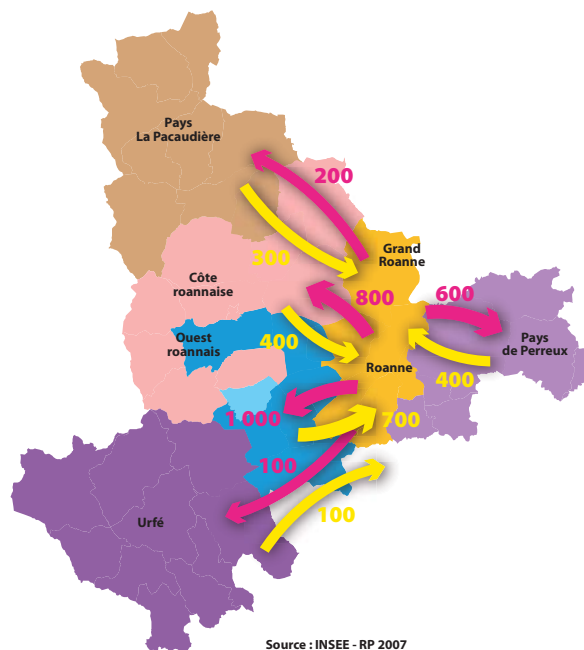 Pays
La Pacaudière
200
Grand
Roanne
300
Côte
roannaise
800
600
Ouest
roannais
400
Pays
de Perreux
Roanne
400
1 000
700
100
Urfé
100
Source : INSEE - RP 2007